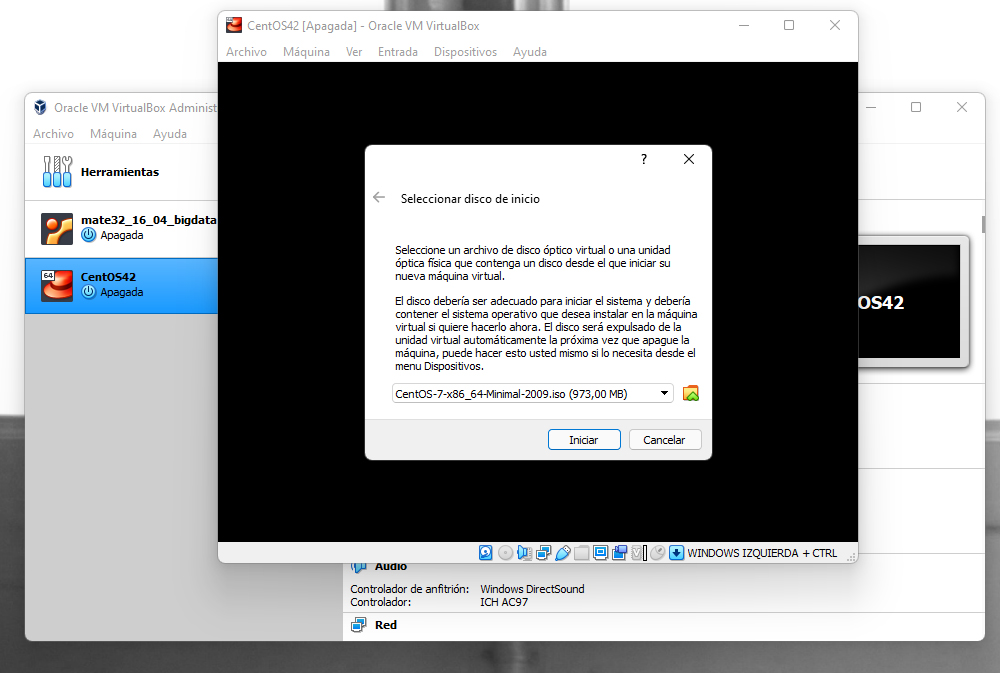 CentOS42 [Apagada] - Oracle VM VirtualBox
Archivo Máquina Ver Entrada Dispositivos Ayuda
Oracle VM VirtualBox Administ
Archivo Máquina Ayuda
Herramientas
mate32_16_04_bigdata
Apagada
64
CentOS42
Apagada
?
Seleccionar disco de inicio
Seleccione un archivo de disco óptico virtual o una unidad
óptica física que contenga un disco desde el que iniciar su
nueva máquina virtual.
El disco debería ser adecuado para iniciar el sistema y debería
contener el sistema operativo que desea instalar en la máquina
virtual si quiere hacerlo ahora. El disco será expulsado de la
unidad virtual automáticamente la próxima vez que apague la
máquina, puede hacer esto usted mismo si lo necesita desde el
menu Dispositivos.
CentOS-7-x86_64-Minimal-2009.iso (973,00 MB)
Iniciar Cancelar
OS42
WINDOWS IZQUIERDA + CTRL
Audio
Controlador de anfitrión: Windows DirectSound
Controlador: ICH AC97
Red